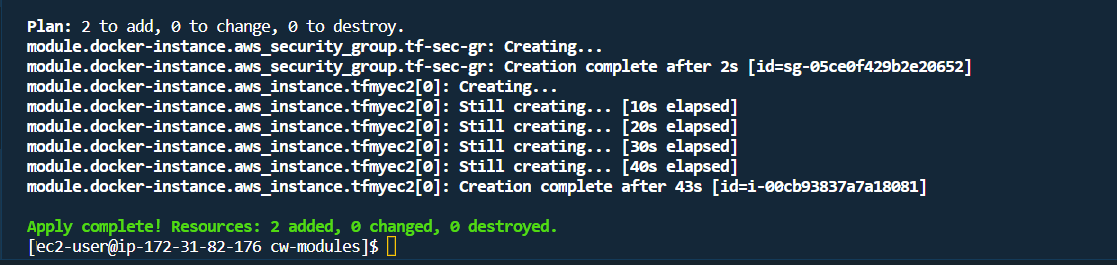 Plan: 2 to add, 0 to change, 0 to destroy.
module.docker-instance.aws_security_group.tf-sec-gr: Creating...
module.docker-instance.aws_security_group.tf-sec-gr: Creation complete after 2s [id=sg-05ce0f429b2e20652]
module.docker-instance.aws_instance.tfmyec2[0]: Creating...
module.docker-instance.aws_instance.tfmyec2[0]: Still creating... [10s elapsed]
module.docker-instance.aws_instance.tfmyec2[0]: Still creating... [20s elapsed]
module.docker-instance.aws_instance.tfmyec2[0]: Still creating... [30s elapsed]
module.docker-instance.aws_instance.tfmyec2[0]: Still creating... [40s elapsed]
module.docker-instance.aws_instance.tfmyec2[0]: Creation complete after 43s [id=i-00cb93837a7a18081]
Apply complete! Resources: 2 added, 0 changed, 0 destroyed.
[ec2-user@ip-172-31-82-176 cw-modules]$